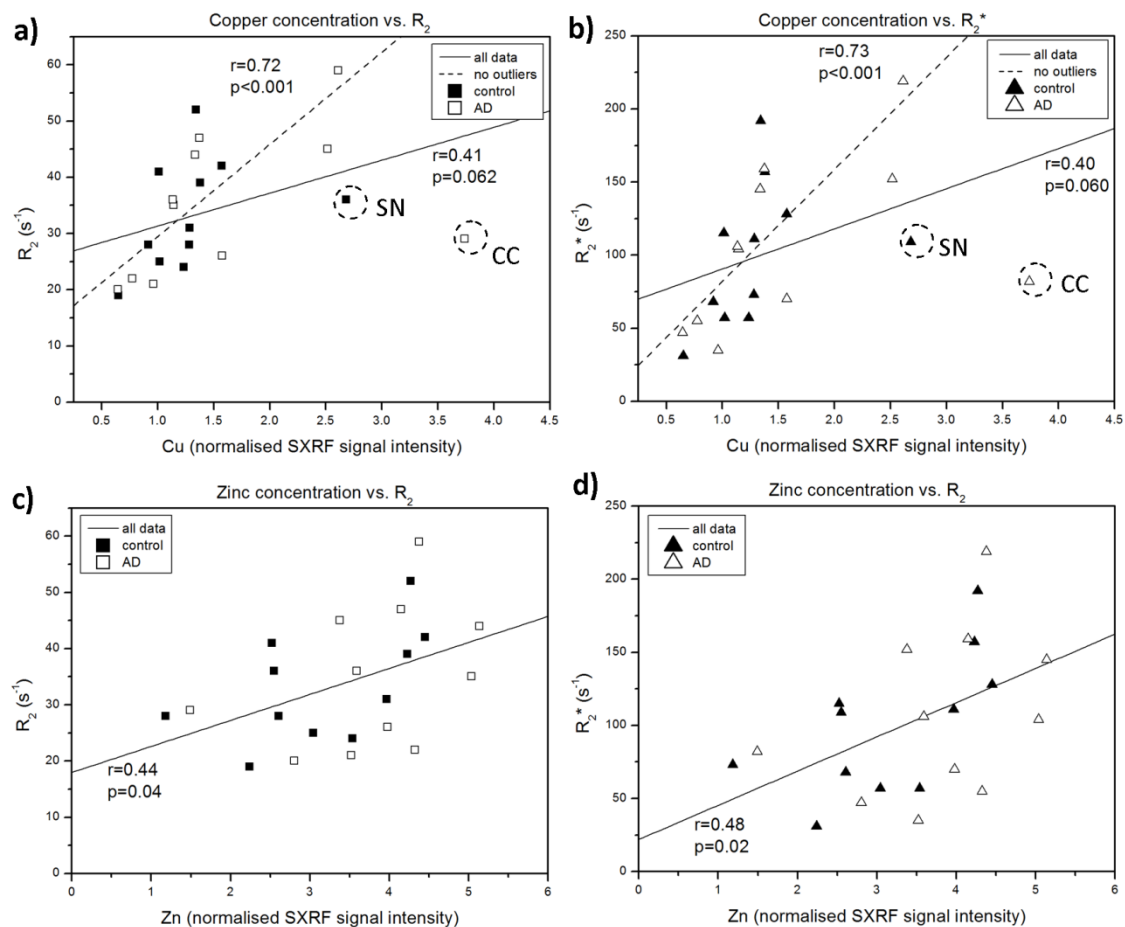 a)
Copper concentration vs. R₂
all data
no outliers
control
AD
r=0.72
p<0.001
r=0.41
p=0.062
SN
CC
R₂ (s⁻¹)
60
50
40
30
20
10
0
0.5 1.0 1.5 2.0 2.5 3.0 3.5 4.0 4.5
Cu (normalised SXRF signal intensity)
b)
Copper concentration vs. R₂*
all data
no outliers
control
AD
r=0.73
p<0.001
r=0.40
p=0.060
SN
CC
R₂* (s⁻¹)
250
200
150
100
50
0
0.5 1.0 1.5 2.0 2.5 3.0 3.5 4.0 4.5
Cu (normalised SXRF signal intensity)
c)
Zinc concentration vs. R₂
all data
control
AD
r=0.44
p=0.04
R₂ (s⁻¹)
60
50
40
30
20
10
0
0 1 2 3 4 5 6
Zn (normalised SXRF signal intensity)
d)
Zinc concentration vs. R₂
all data
control
AD
r=0.48
p=0.02
R₂* (s⁻¹)
250
200
150
100
50
0
0 1 2 3 4 5 6
Zn (normalised SXRF signal intensity)